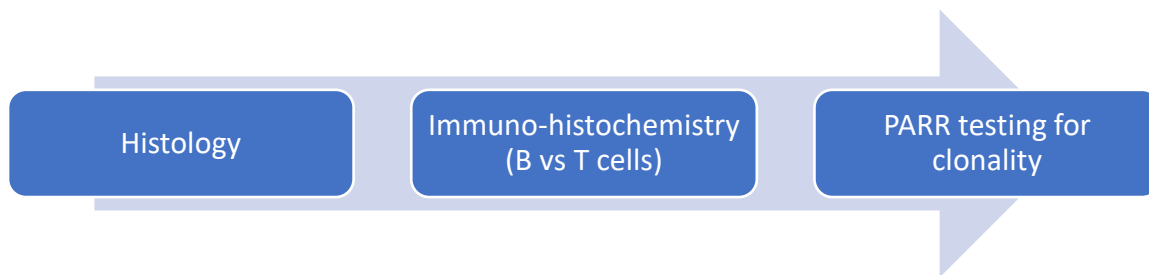 Histology
Immuno-histochemistry
(B vs T cells)
PARR testing for
clonality